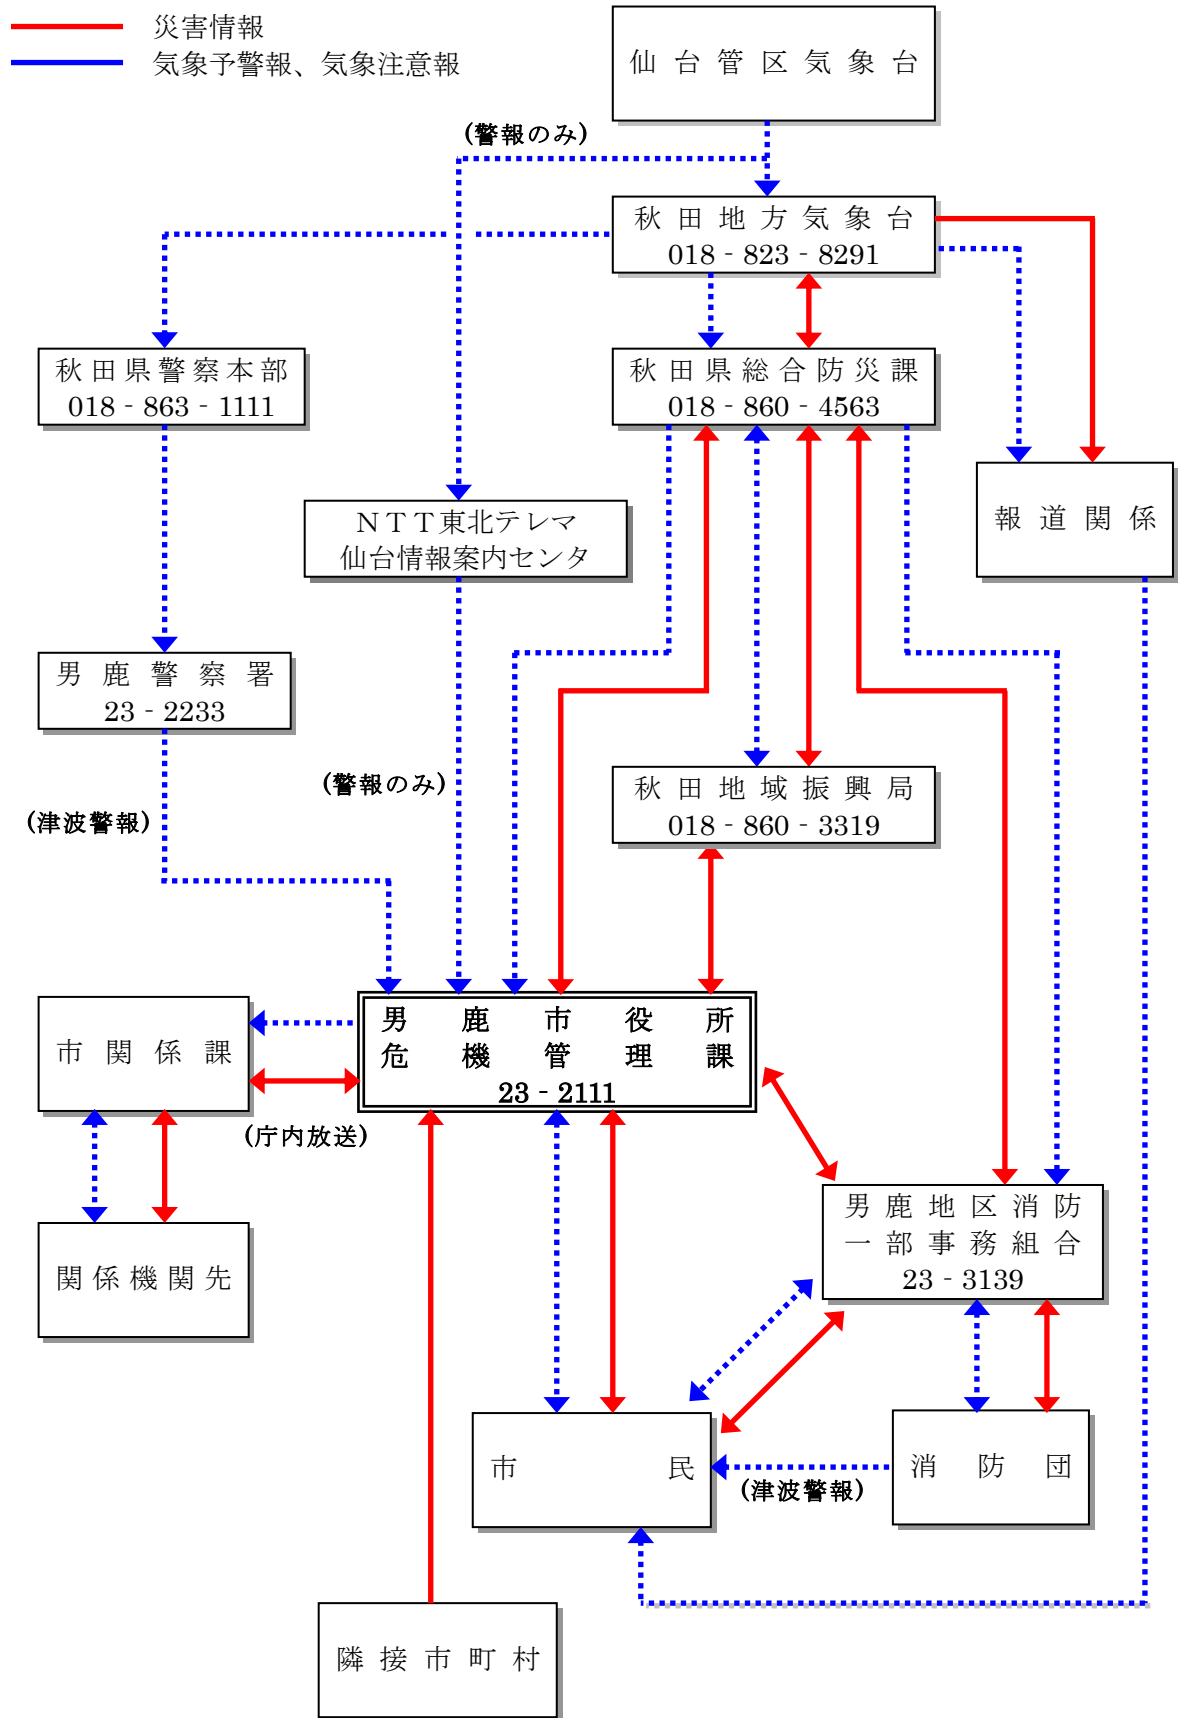 災害情報
気象予警報、気象注意報
仙台管区気象台
(警報のみ)
秋田地方気象台
018‐823‐8291
秋田県警察本部
018‐863‐1111
秋田県総合防災課
018‐860‐4563
報道関係
ＮＴＴ東北テレマ
仙台情報案内センタ
男鹿警察署
23‐2233
(警報のみ)
(津波警報)
秋田地域振興局
018‐860‐3319
男鹿市役所
危機管理課
23‐2111
市関係課
(庁内放送)
男鹿地区消防
一部事務組合
23‐3139
関係機関先
市民
消防団
(津波警報)
隣接市町村